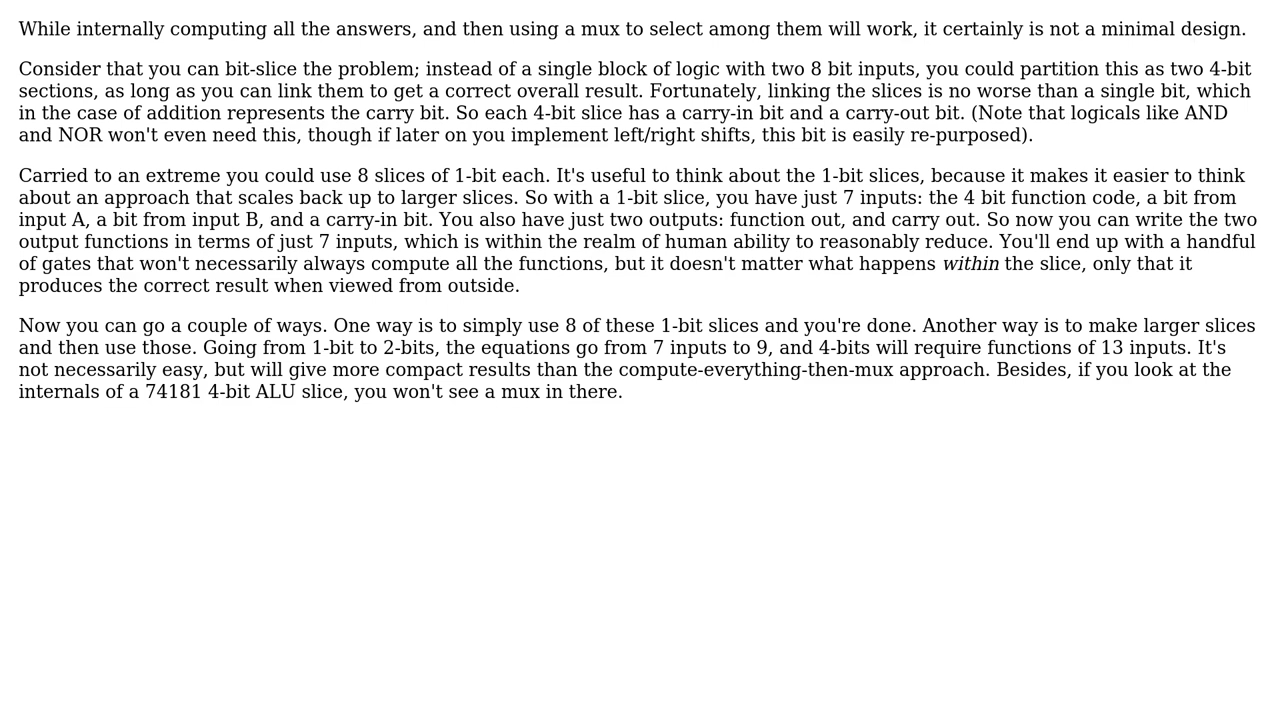 While internally computing all the answers, and then using a mux to select among them will work, it certainly is not a minimal design.
Consider that you can bit-slice the problem; instead of a single block of logic with two 8 bit inputs, you could partition this as two 4-bit
sections, as long as you can link them to get a correct overall result. Fortunately, linking the slices is no worse than a single bit, which
in the case of addition represents the carry bit. So each 4-bit slice has a carry-in bit and a carry-out bit. (Note that logicals like AND
and NOR won't even need this, though if later on you implement left/right shifts, this bit is easily re-purposed).
Carried to an extreme you could use 8 slices of 1-bit each. It's useful to think about the 1-bit slices, because it makes it easier to think
about an approach that scales back up to larger slices. So with a 1-bit slice, you have just 7 inputs: the 4 bit function code, a bit from
input A, a bit from input B, and a carry-in bit. You also have just two outputs: function out, and carry out. So now you can write the two
output functions in terms of just 7 inputs, which is within the realm of human ability to reasonably reduce. You'll end up with a handful
of gates that won't necessarily always compute all the functions, but it doesn't matter what happens within the slice, only that it
produces the correct result when viewed from outside.
Now you can go a couple of ways. One way is to simply use 8 of these 1-bit slices and you're done. Another way is to make larger slices
and then use those. Going from 1-bit to 2-bits, the equations go from 7 inputs to 9, and 4-bits will require functions of 13 inputs. It's
not necessarily easy, but will give more compact results than the compute-everything-then-mux approach. Besides, if you look at the
internals of a 74181 4-bit ALU slice, you won't see a mux in there.